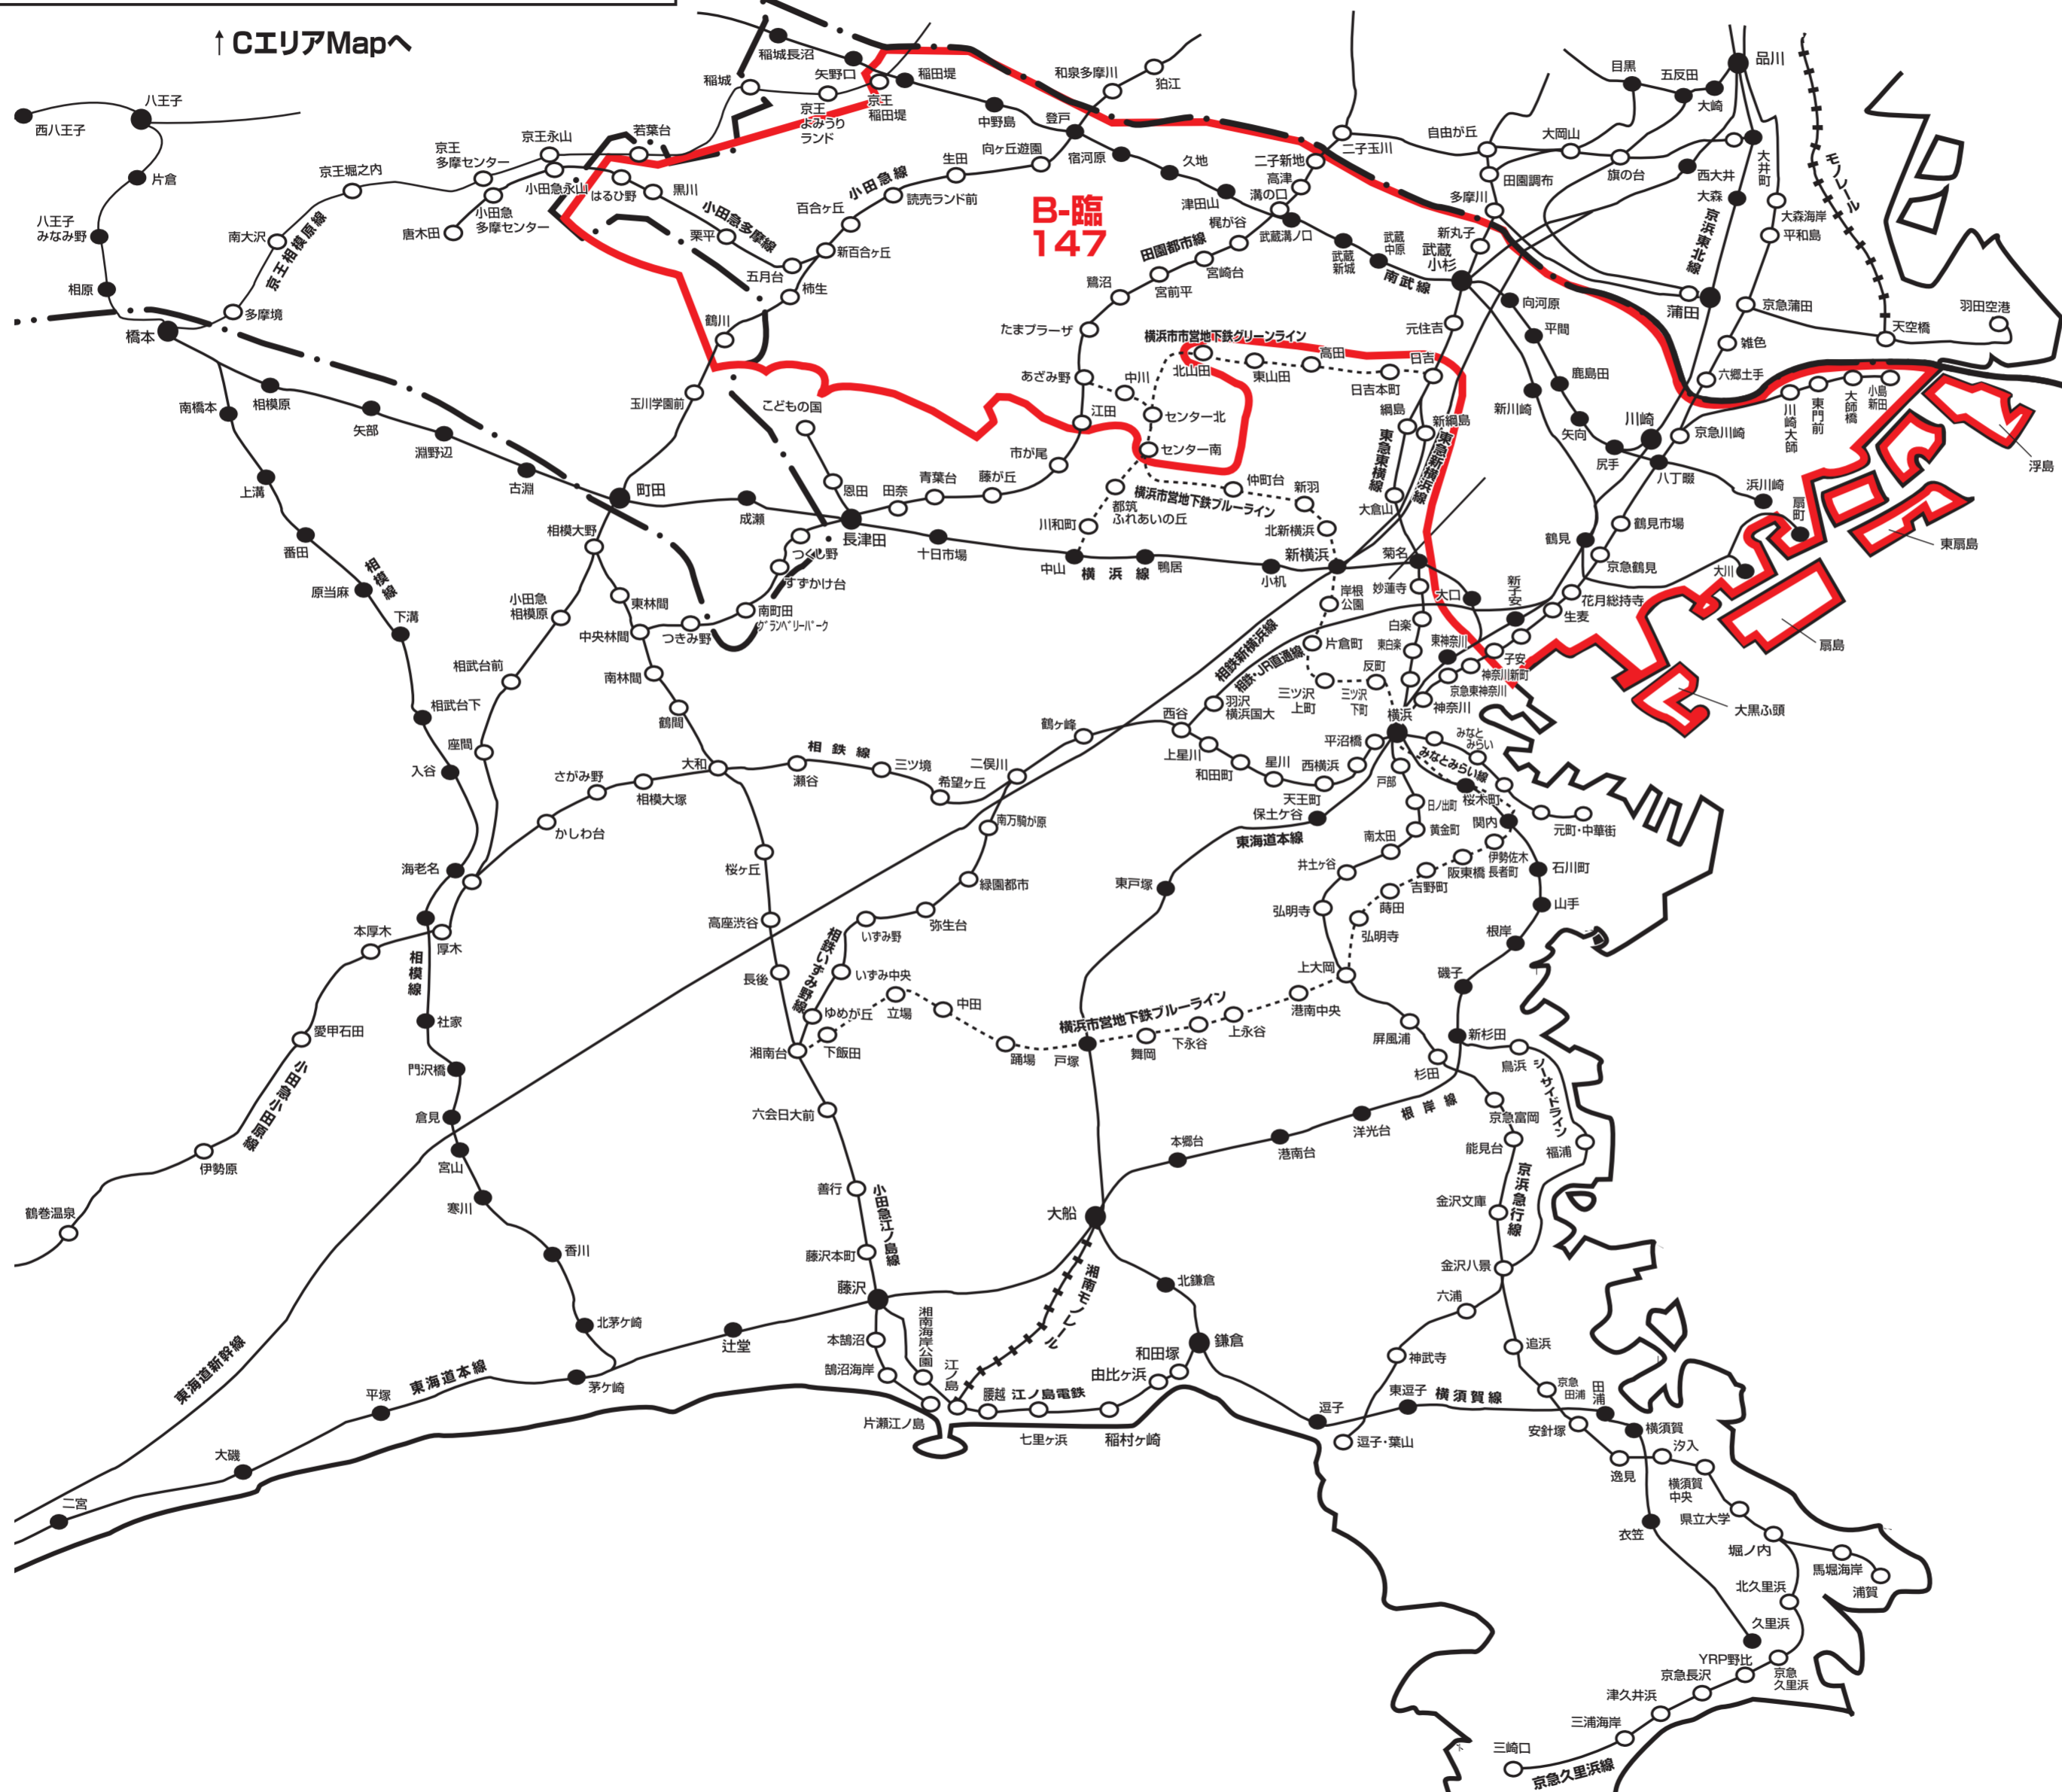 ↑CエリアMapへ
稲城長沼
矢野口
稲田堤
稲城
京王
よみうり
ランド
京王
稲田堤
和泉多摩川
狛江
目黒
五反田
品川
大崎
西八王子
八王子
京王永山
若葉台
京王
多摩センター
京王堀之内
中野島
登戸
向ヶ丘遊園
宿河原
生田
久地
二子新地
二子玉川
自由が丘
大岡山
大井町
モノレール
片倉
小田急永山
はるひ野
黒川
小田急線
読売ランド前
高津
溝の口
津田山
田園調布
旗の台
西大井
大森
八王子
みなみ野
南大沢
京王相模原線
唐木田
小田急
多摩センター
小田急多摩線
栗平
百合ヶ丘
新百合ヶ丘
B-臨
147
梶が谷
武蔵溝ノ口
多摩川
京浜東北線
大森海岸
平和島
五月台
柿生
田園都市線
宮崎台
武蔵
新城
武蔵
中原
武蔵
小杉
新丸子
南武線
相原
多摩境
橋本
鶴川
鷺沼
宮前平
たまプラーザ
向河原
元住吉
平間
蒲田
京急蒲田
天空橋
羽田空港
雑色
横浜市市営地下鉄グリーンライン
北山田
東山田
高田
日吉
日吉本町
あざみ野
中川
鹿島田
六郷土手
南橋本
相模原
矢部
淵野辺
古淵
玉川学園前
こどもの国
江田
センター北
センター南
綱島
新綱島
新川崎
矢向
川崎
京急川崎
川崎大師
東門前
大師橋
小島
新田
東急東横線
東急新横浜線
尻手
八丁畷
浜川崎
扇町
浮島
上溝
町田
成瀬
恩田
田奈
青葉台
藤が丘
市が尾
都筑
ふれあいの丘
横浜市営地下鉄ブルーライン
仲町台
新羽
大倉山
北新横浜
川和町
鶴見市場
東扇島
番田
相模大野
長津田
つくし野
十日市場
中山
横浜線
鴨居
小机
新横浜
菊名
鶴見
京急鶴見
大川
原当麻
相模線
下溝
小田急
相模原
東林間
すずかけ台
南町田
グランベリーパーク
中央林間
つきみ野
岸根
公園
妙蓮寺
大口
新子安
花月総持寺
生麦
扇島
相武台前
南林間
鶴間
相鉄新横浜線
相鉄・JR直通線
片倉町
白楽
東白楽
東神奈川
子安
神奈川新町
京急東神奈川
神奈川
反町
三ツ沢
上町
三ツ沢
下町
羽沢
横浜国大
大黒ふ頭
相武台下
座間
入谷
さがみ野
相模大塚
大和
相鉄線
瀬谷
三ツ境
希望ヶ丘
二俣川
鶴ヶ峰
西谷
上星川
和田町
星川
天王町
西横浜
平沼橋
横浜
戸部
みなと
みらい
みなとみらい線
桜木町
かしわ台
南万騎が原
保土ケ谷
東海道本線
日ノ出町
黄金町
南太田
関内
元町・中華街
海老名
桜ヶ丘
緑園都市
東戸塚
井土ヶ谷
伊勢佐木
長者町
阪東橋
吉野町
蒔田
石川町
山手
本厚木
厚木
高座渋谷
いずみ野
弥生台
弘明寺
弘明寺
根岸
相模線
相鉄いずみ野線
長後
いずみ中央
上大岡
磯子
社家
愛甲石田
ゆめが丘
立場
中田
横浜市営地下鉄ブルーライン
港南中央
上永谷
下永谷
舞岡
戸塚
踊場
湘南台
下飯田
屏風浦
新杉田
杉田
鳥浜
シーサイドライン
門沢橋
小田急小田原線
倉見
六会日大前
根岸線
洋光台
港南台
本郷台
京急富岡
能見台
福浦
伊勢原
宮山
寒川
善行
小田急江ノ島線
京浜急行線
金沢文庫
鶴巻温泉
大船
香川
藤沢本町
藤沢
湘南モノレール
北鎌倉
金沢八景
六浦
北茅ケ崎
辻堂
本鵠沼
湘南海岸公園
鎌倉
和田塚
追浜
東海道新幹線
東海道本線
茅ケ崎
鵠沼海岸
江ノ島
由比ヶ浜
神武寺
京急
田浦
田浦
平塚
片瀬江ノ島
腰越
江ノ島電鉄
七里ヶ浜
稲村ヶ崎
逗子
東逗子
横須賀線
逗子・葉山
安針塚
横須賀
汐入
逸見
大磯
二宮
横須賀
中央
県立大学
衣笠
堀ノ内
馬堀海岸
浦賀
北久里浜
久里浜
YRP野比
京急長沢
京急
久里浜
津久井浜
三浦海岸
三崎口
京急久里浜線